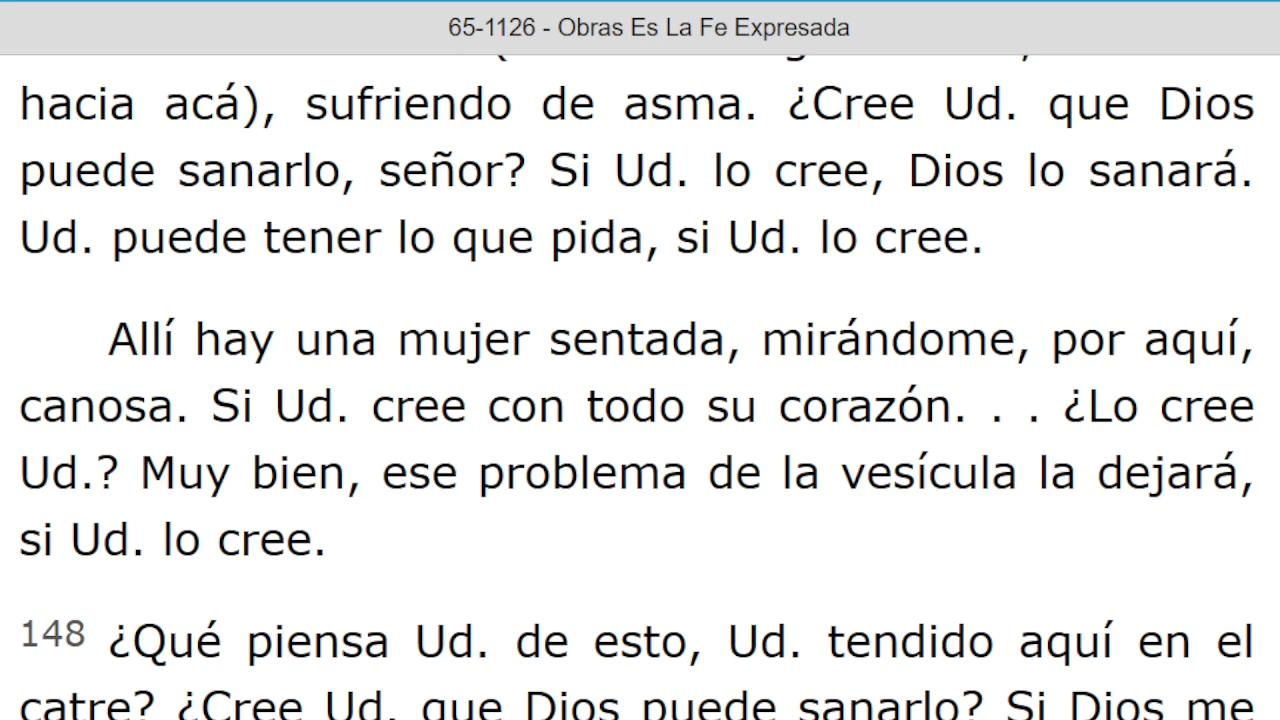 65-1126 - Obras Es La Fe Expresada
hacia acá), sufriendo de asma. ¿Cree Ud. que Dios
puede sanarlo, señor? Si Ud. lo cree, Dios lo sanará.
Ud. puede tener lo que pida, si Ud. lo cree.
Allí hay una mujer sentada, mirándome, por aquí,
canosa. Si Ud. cree con todo su corazón. . . ¿Lo cree
Ud.? Muy bien, ese problema de la vesícula la dejará,
si Ud. lo cree.
148 ¿Qué piensa Ud. de esto, Ud. tendido aquí en el
catre? ¿Cree Ud. que Dios puede sanarlo? Si Dios me